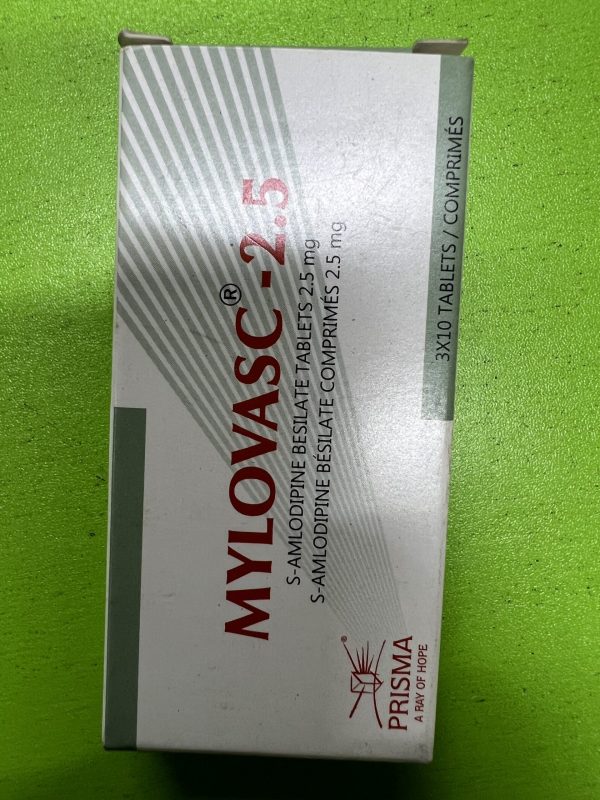 MYLOVASC®-2.5
S-AMLODIPINE BESILATE TABLETS 2.5 mg
S-AMLODIPINE BÉSILATE COMPRIMÉS 2.5 mg
3X10 TABLETS / COMPRIMÉS
®
PRISMA
A RAY OF HOPE